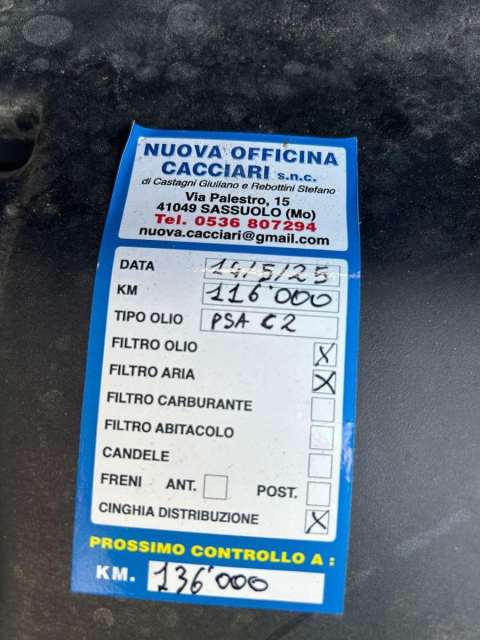 NUOVA OFFICINA
CACCIARI s.n.c.
di Castagni Giuliano e Rebottini Stefano
Via Palestro, 15
41049 SASSUOLO (Mo)
Tel. 0536 807294
nuova.cacciari@gmail.com
DATA 14/5/25
KM 116'000
TIPO OLIO PSA C2
FILTRO OLIO X
FILTRO ARIA X
FILTRO CARBURANTE
FILTRO ABITACOLO
CANDELE
FRENI ANT. POST.
CINGHIA DISTRIBUZIONE X
PROSSIMO CONTROLLO A :
KM. 136'000